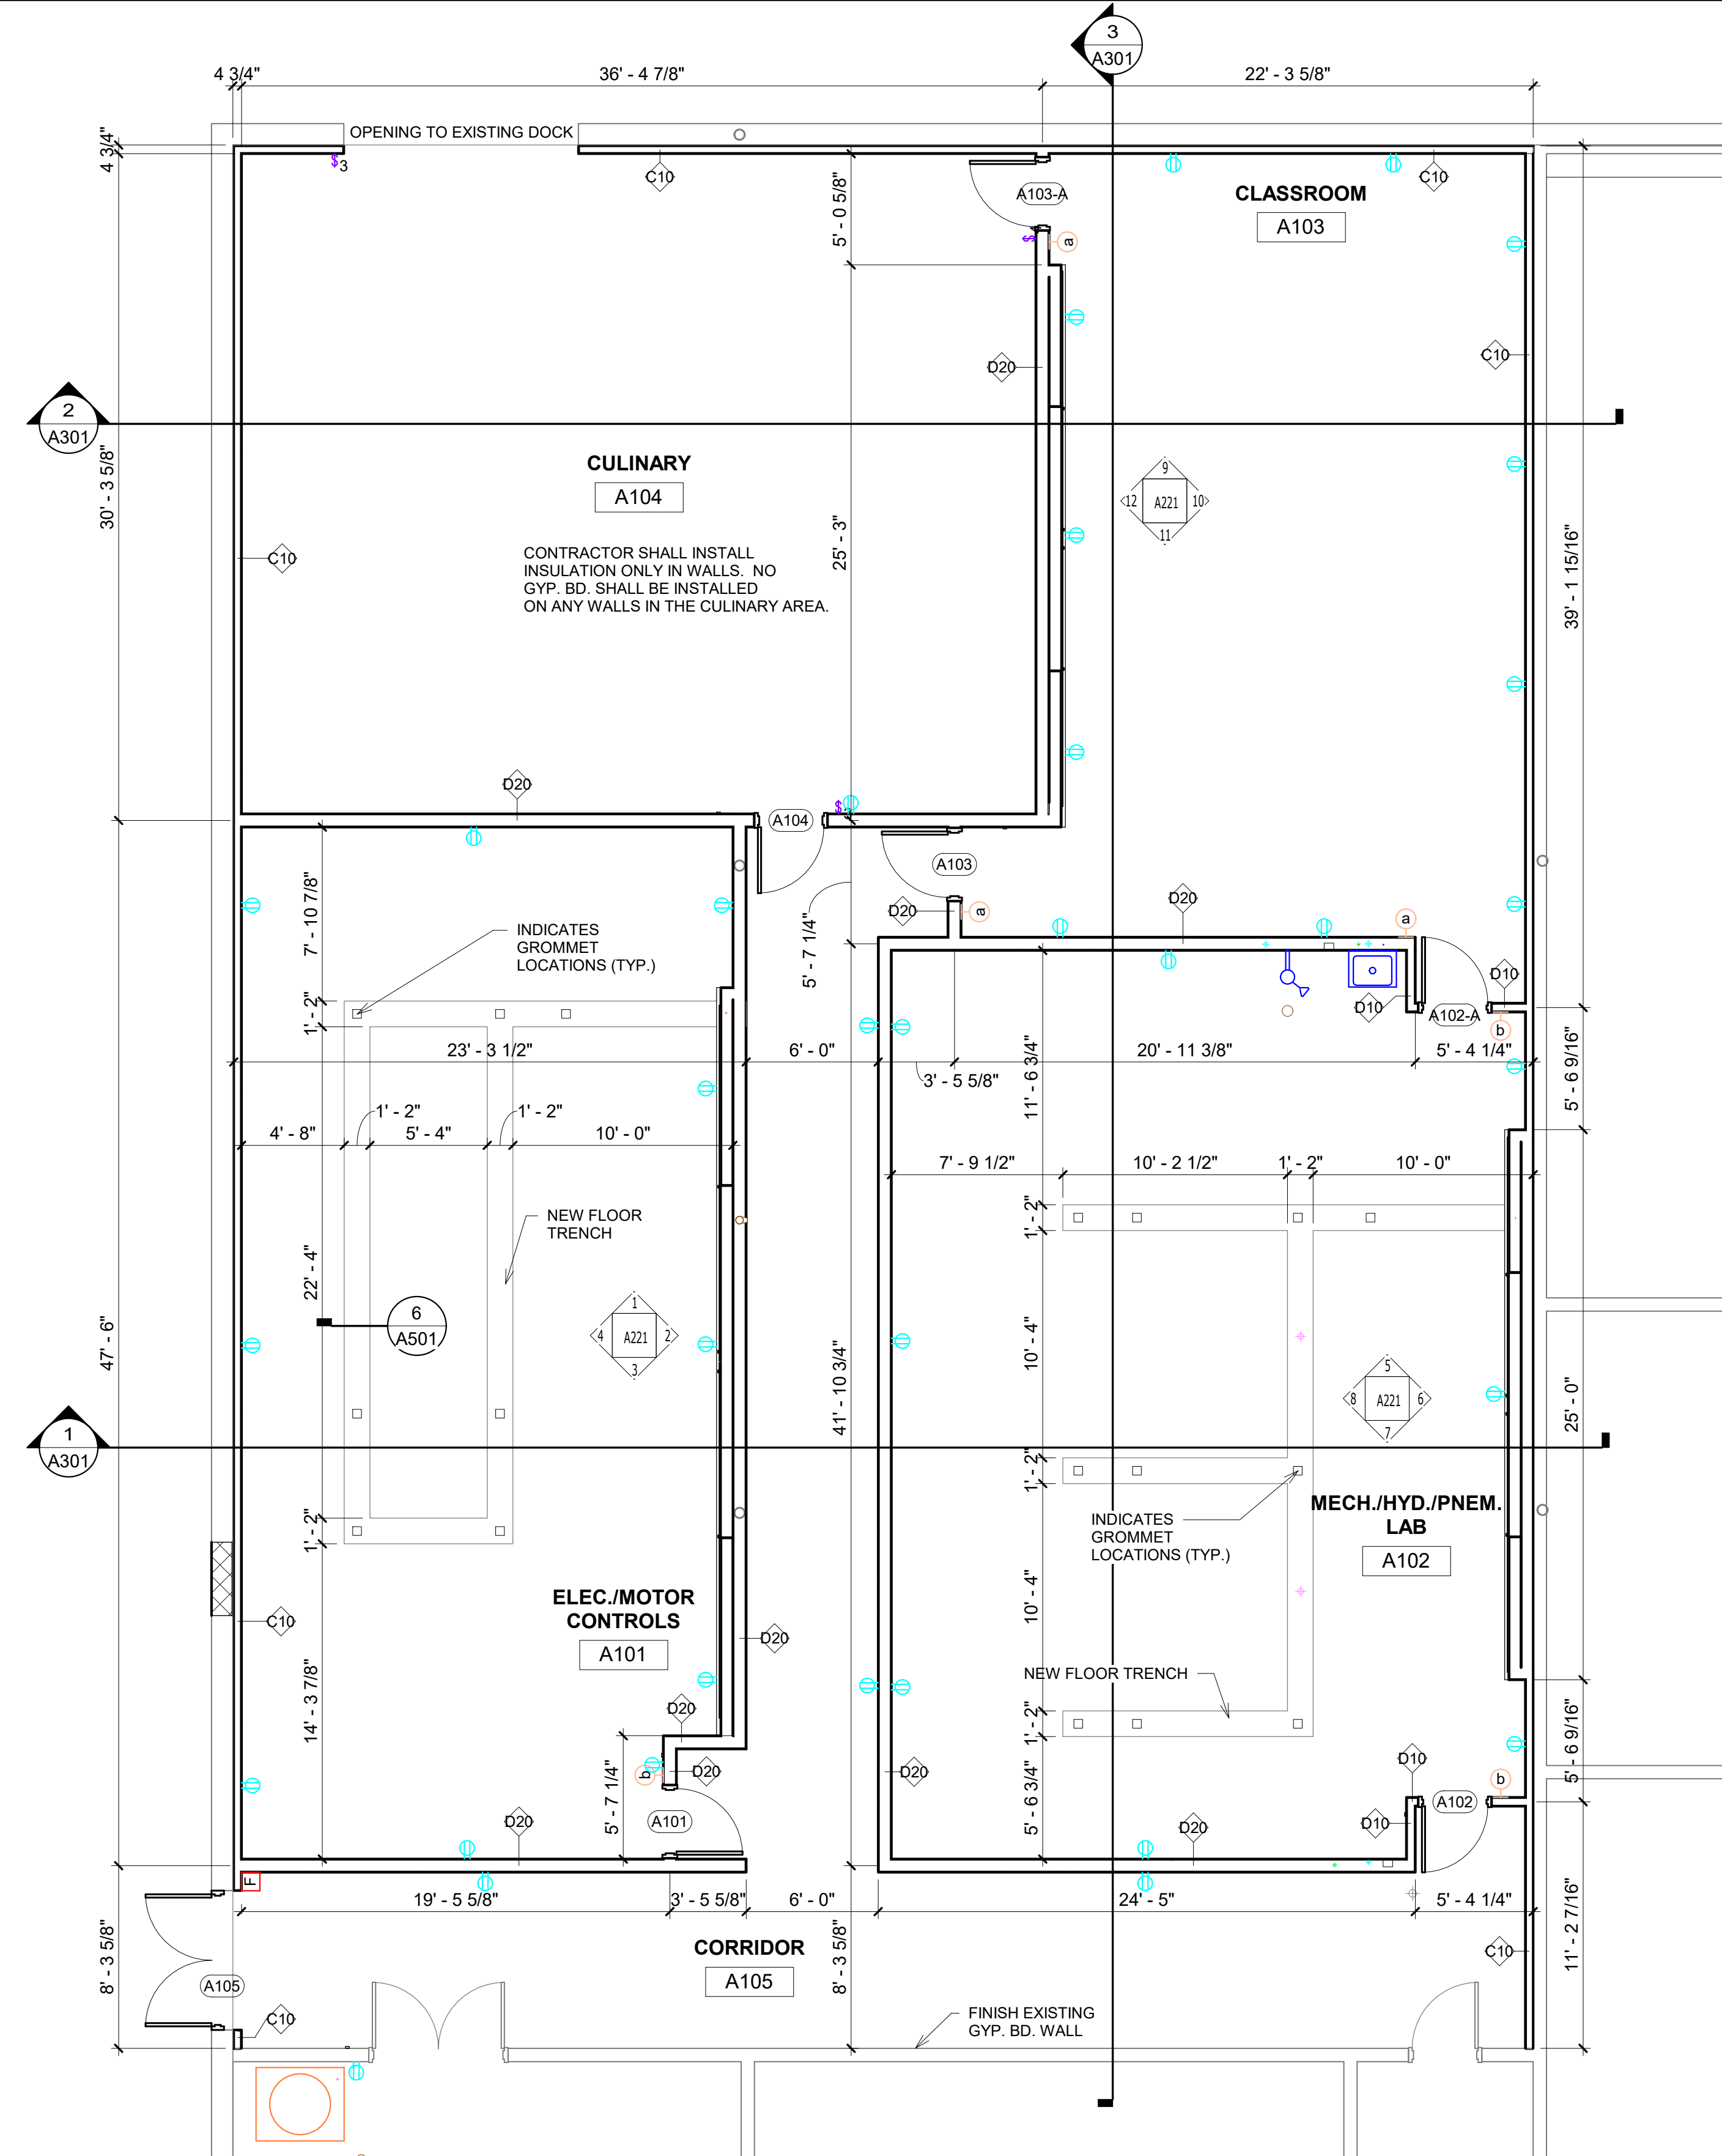 3
A301
4 3/4"
36' - 4 7/8"
22' - 3 5/8"
4 3/4"
OPENING TO EXISTING DOCK
$3
C10
C10
A103-A
CLASSROOM
A103
5' - 0 5/8"
$
a
D20
C10
2
A301
30' - 3 5/8"
CULINARY
A104
9
12
A221
10
11
CONTRACTOR SHALL INSTALL
INSULATION ONLY IN WALLS.  NO
GYP. BD. SHALL BE INSTALLED
ON ANY WALLS IN THE CULINARY AREA.
C10
25' - 3"
39' - 1 15/16"
D20
$
A104
A103
D20
a
D20
a
7' - 10 7/8"
INDICATES
GROMMET
LOCATIONS (TYP.)
5' - 7 1/4"
D10
D10
A102-A
b
1' - 2"
23' - 3 1/2"
6' - 0"
20' - 11 3/8"
5' - 4 1/4"
3' - 5 5/8"
11' - 6 3/4"
5' - 6 9/16"
1' - 2"
1' - 2"
4' - 8"
5' - 4"
10' - 0"
7' - 9 1/2"
10' - 2 1/2"
1' - 2"
10' - 0"
1' - 2"
NEW FLOOR
TRENCH
22' - 4"
6
A501
1
4
A221
2
3
10' - 4"
47' - 6"
41' - 10 3/4"
5
8
A221
6
7
25' - 0"
1
A301
1' - 2"
1' - 2"
INDICATES
GROMMET
LOCATIONS (TYP.)
MECH./HYD./PNEM.
LAB
A102
ELEC./MOTOR
CONTROLS
A101
C10
D20
10' - 4"
14' - 3 7/8"
NEW FLOOR TRENCH
D20
1' - 2"
5' - 6 9/16"
b
D20
D20
D10
b
5' - 7 1/4"
A101
D20
5' - 6 3/4"
D20
D10
A102
F
19' - 5 5/8"
3' - 5 5/8"
6' - 0"
24' - 5"
5' - 4 1/4"
8' - 3 5/8"
CORRIDOR
A105
8' - 3 5/8"
C10
11' - 2 7/16"
A105
C10
FINISH EXISTING
GYP. BD. WALL